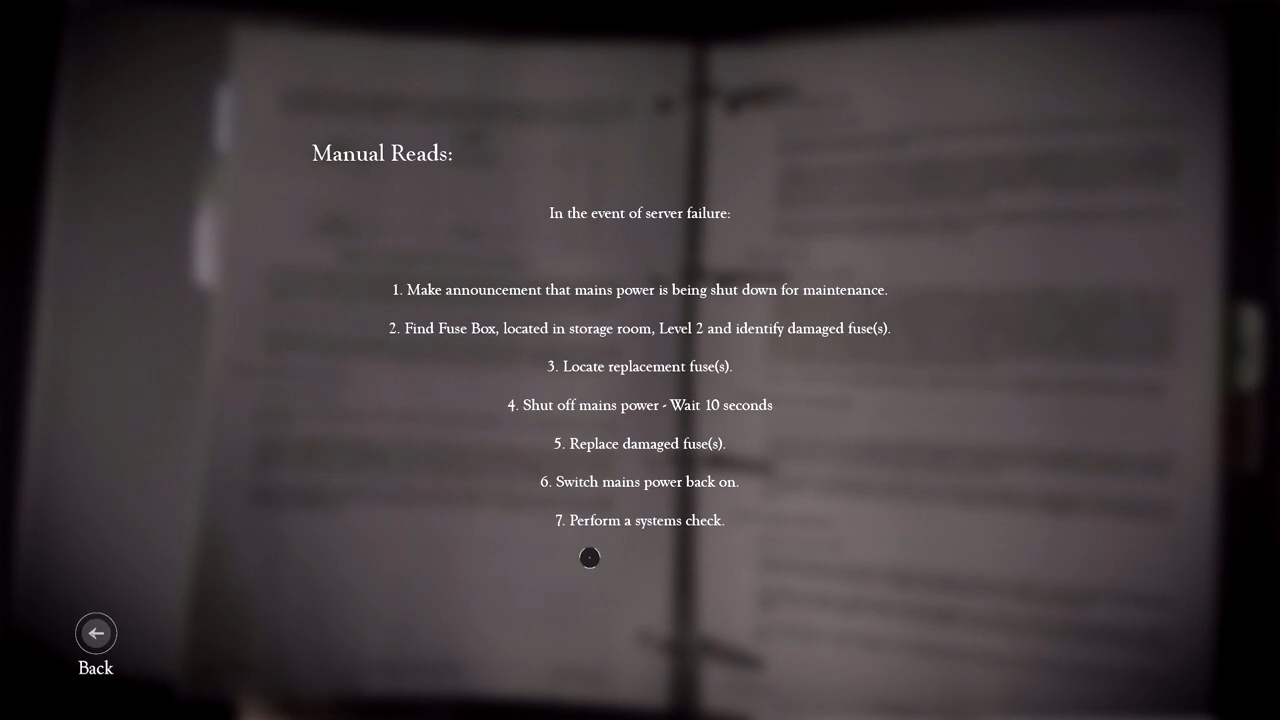 Manual Reads:
In the event of server failure:
1. Make announcement that mains power is being shut down for maintenance.
2. Find Fuse Box, located in storage room, Level 2 and identify damaged fuse(s).
3. Locate replacement fuse(s).
4. Shut off mains power - Wait 10 seconds
5. Replace damaged fuse(s).
6. Switch mains power back on.
7. Perform a systems check.
Back